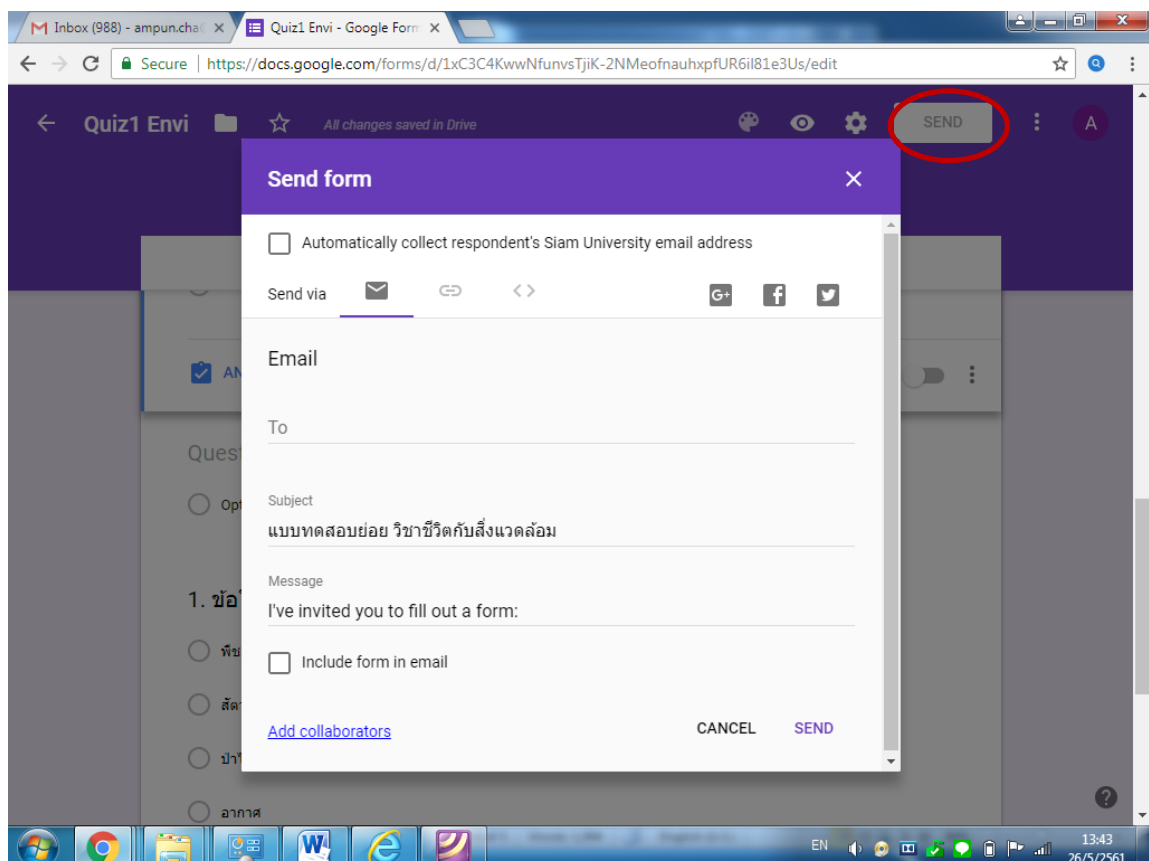 Inbox (988) - ampun.cha
Quiz1 Envi - Google Form
Secure
https://docs.google.com/forms/d/1xC3C4KwwNfunvsTjiK-2NMeofnauhxpfUR6il81e3Us/edit
Quiz1 Envi
All changes saved in Drive
SEND
A
Send form
Automatically collect respondent's Siam University email address
Send via
G+
Email
To
Subject
แบบทดสอบย่อย วิชาชีวิตกับสิ่งแวดล้อม
Message
I've invited you to fill out a form:
Include form in email
Add collaborators
CANCEL
SEND
AN
Ques
Opt
1. ข้อ
อากาศ
EN
13:43
26/5/2561